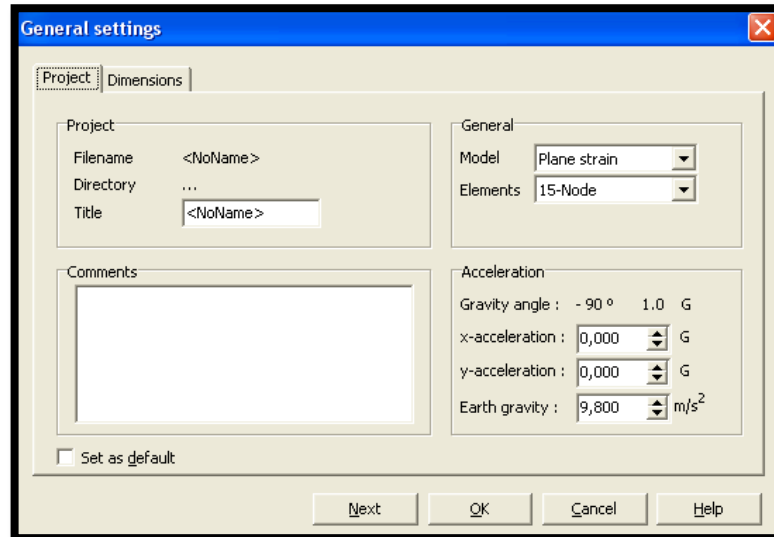 General settings
Project Dimensions
Project
Filename <NoName>
Directory ...
Title <NoName>
General
Model Plane strain
Elements 15-Node
Comments
Acceleration
Gravity angle : - 90 º 1.0 G
x-acceleration : 0,000 G
y-acceleration : 0,000 G
Earth gravity : 9,800 m/s²
Set as default
Next OK Cancel Help